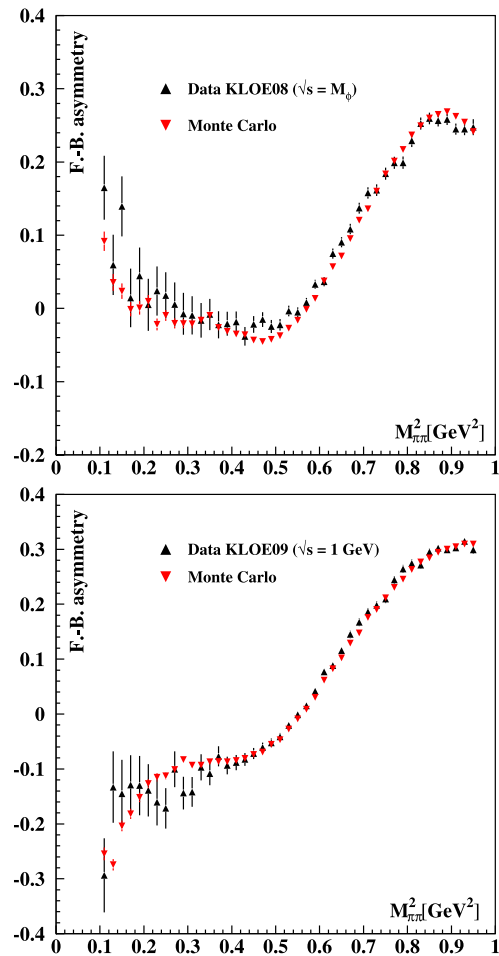 F.-B. asymmetry
0.4
0.3
0.2
0.1
0
-0.1
-0.2
Data KLOE08 (√s = Mϕ)
Monte Carlo
M²ππ[GeV²]
0 0.1 0.2 0.3 0.4 0.5 0.6 0.7 0.8 0.9 1
F.-B. asymmetry
0.4
0.3
0.2
0.1
0
-0.1
-0.2
-0.3
-0.4
Data KLOE09 (√s = 1 GeV)
Monte Carlo
M²ππ[GeV²]
0 0.1 0.2 0.3 0.4 0.5 0.6 0.7 0.8 0.9 1